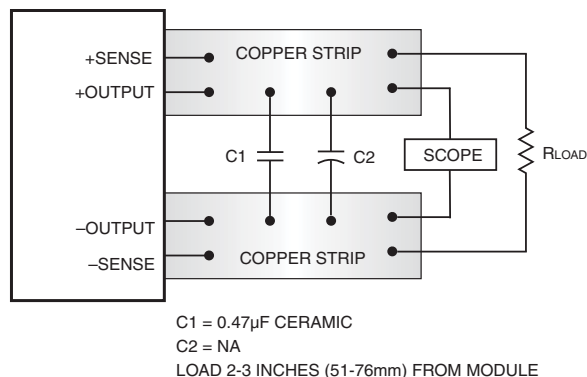 +SENSE
COPPER STRIP
+OUTPUT
C1
C2
SCOPE
RLOAD
–OUTPUT
–SENSE
COPPER STRIP
C1 = 0.47µF CERAMIC
C2 = NA
LOAD 2-3 INCHES (51-76mm) FROM MODULE